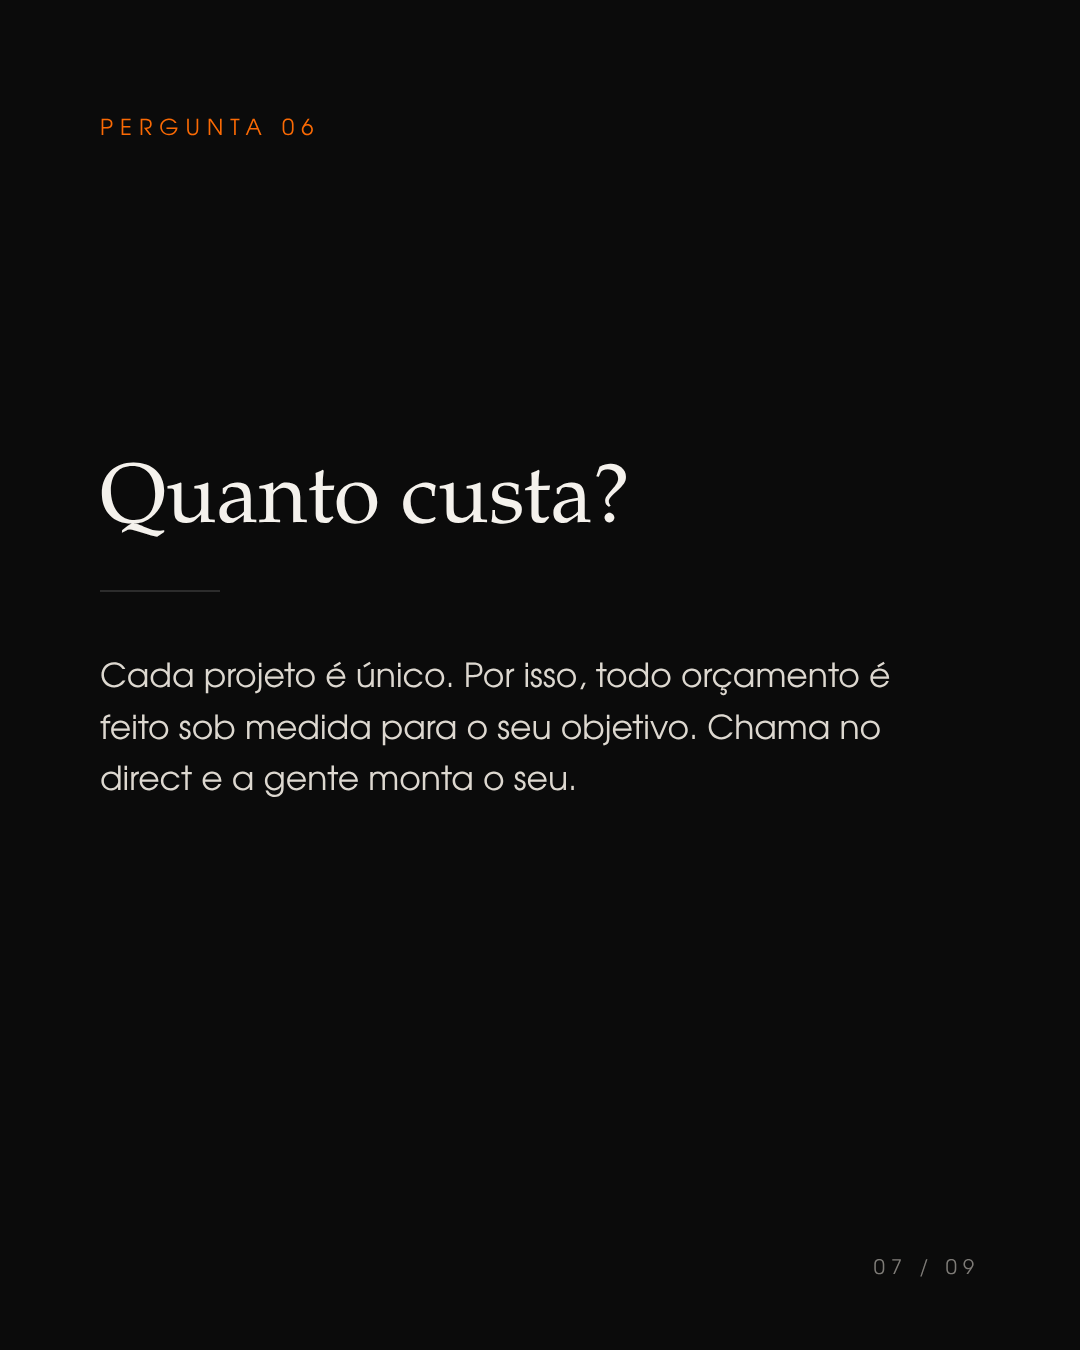 PERGUNTA 06
Quanto custa?
Cada projeto é único. Por isso, todo orçamento é
feito sob medida para o seu objetivo. Chama no
direct e a gente monta o seu.
07 / 09